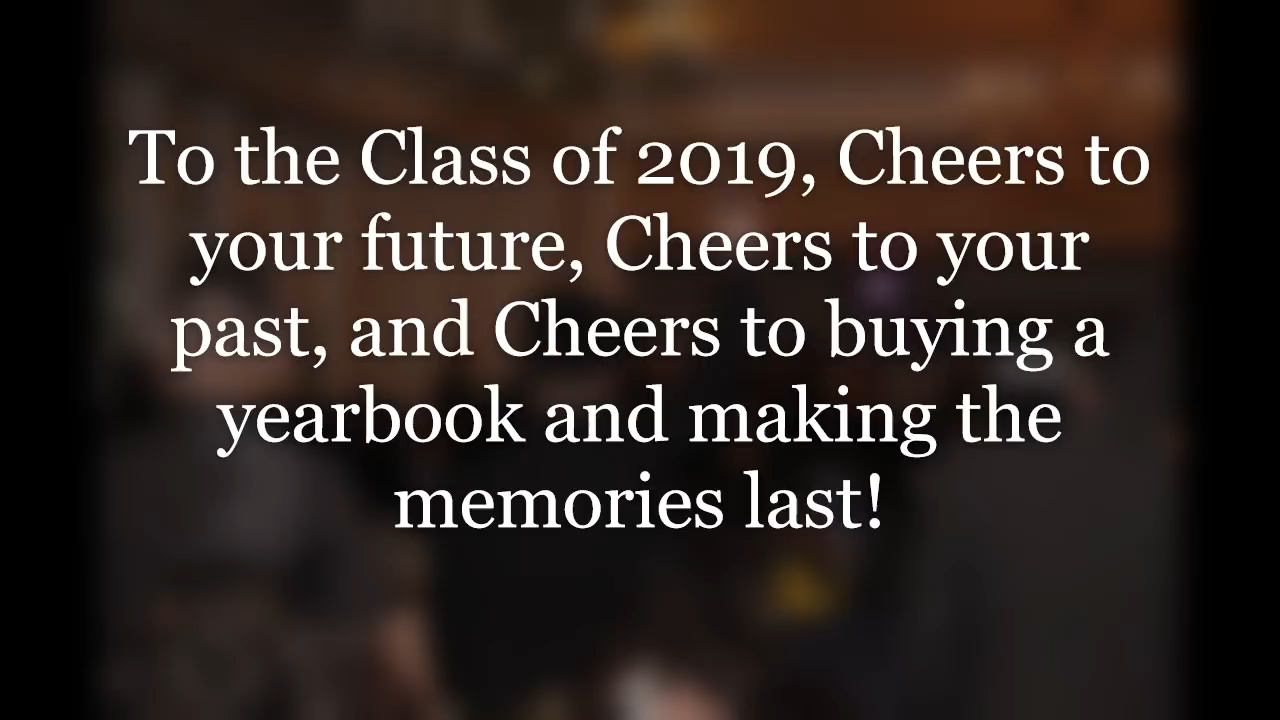 To the Class of 2019, Cheers to
your future, Cheers to your
past, and Cheers to buying a
yearbook and making the
memories last!